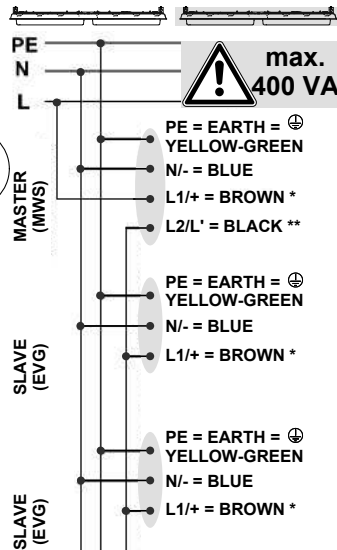 PE
N
L
max.
400 VA
MASTER
(MWS)
PE = EARTH = ⏚
YELLOW-GREEN
N/- = BLUE
L1/+ = BROWN *
L2/L' = BLACK **
SLAVE
(EVG)
PE = EARTH = ⏚
YELLOW-GREEN
N/- = BLUE
L1/+ = BROWN *
SLAVE
(EVG)
PE = EARTH = ⏚
YELLOW-GREEN
N/- = BLUE
L1/+ = BROWN *